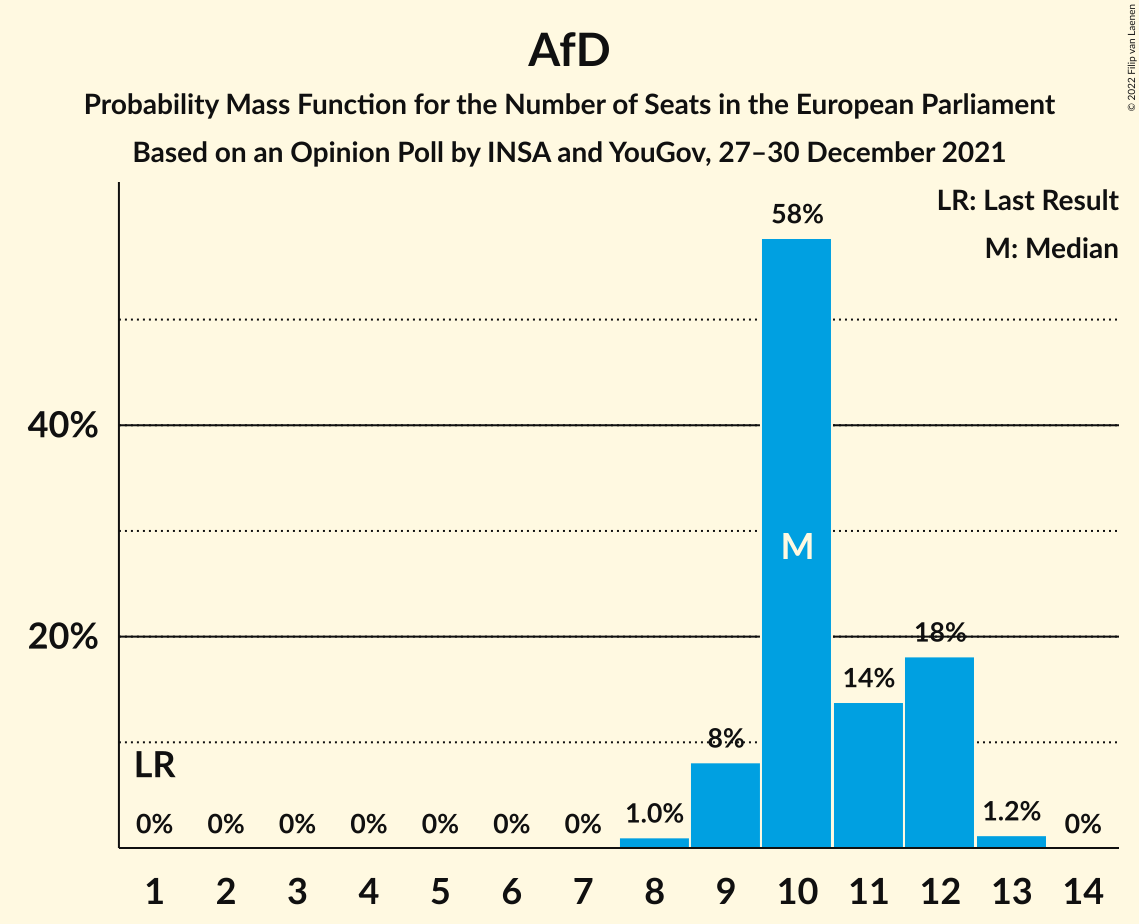 AfD
Probability Mass Function for the Number of Seats in the European Parliament
Based on an Opinion Poll by INSA and YouGov, 27–30 December 2021
© 2022 Filip van Laenen
LR: Last Result
M: Median
58%
40%
M
20%
18%
14%
8%
LR
0% 0% 0% 0% 0% 0% 0% 1.0% 1.2% 0%
1 2 3 4 5 6 7 8 9 10 11 12 13 14